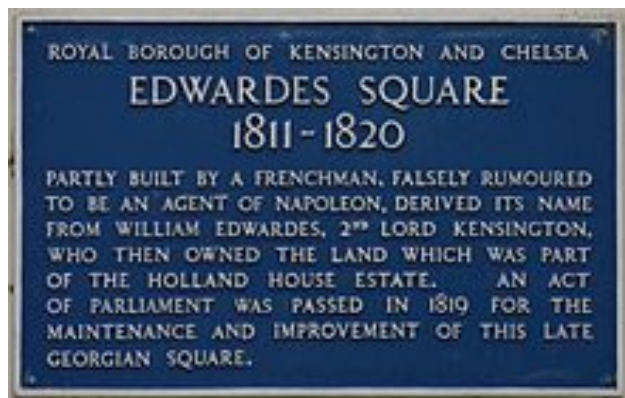 ROYAL BOROUGH OF KENSINGTON AND CHELSEA
EDWARDES SQUARE
1811-1820
PARTLY BUILT BY A FRENCHMAN, FALSELY RUMOURED
TO BE AN AGENT OF NAPOLEON, DERIVED ITS NAME
FROM WILLIAM EDWARDES, 2ND LORD KENSINGTON,
WHO THEN OWNED THE LAND WHICH WAS PART
OF THE HOLLAND HOUSE ESTATE. AN ACT
OF PARLIAMENT WAS PASSED IN 1819 FOR THE
MAINTENANCE AND IMPROVEMENT OF THIS LATE
GEORGIAN SQUARE.